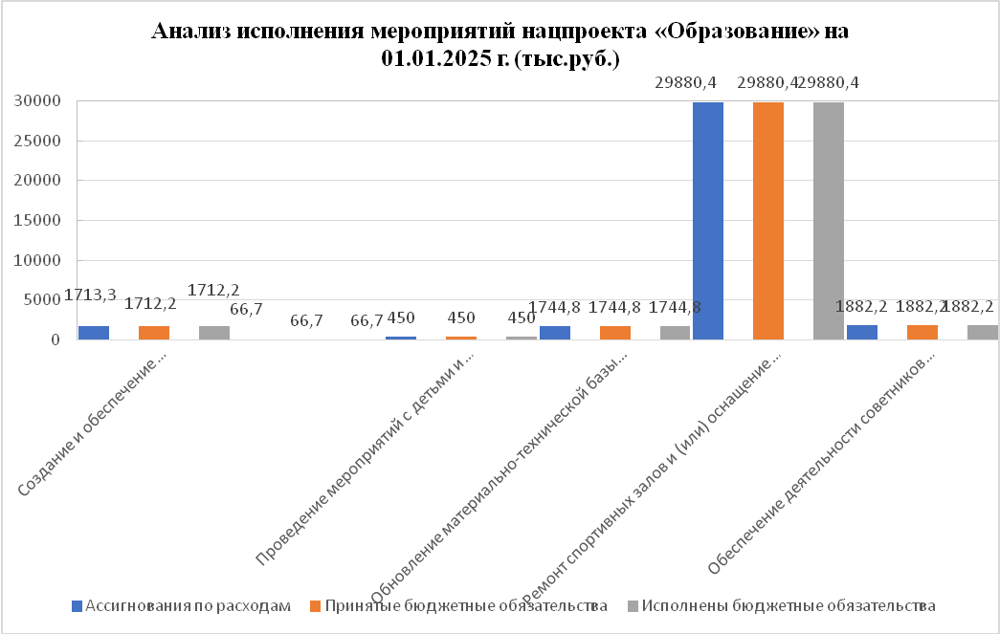 Анализ исполнения мероприятий нацпроекта «Образование» на
01.01.2025 г. (тыс.руб.)
30000
25000
20000
15000
10000
5000
0
1713,3
1712,2
1712,2
66,7
66,7
66,7
450
450
450
1744,8
1744,8
1744,8
29880,4
29880,4
29880,4
1882,2
1882,2
1882,2
Создание и обеспечение...
Проведение мероприятий с детьми и...
Обновление материально-технической базы...
Ремонт спортивных залов и (или) оснащение...
Обеспечение деятельности советников...
Ассигнования по расходам
Принятые бюджетные обязательства
Исполнены бюджетные обязательства